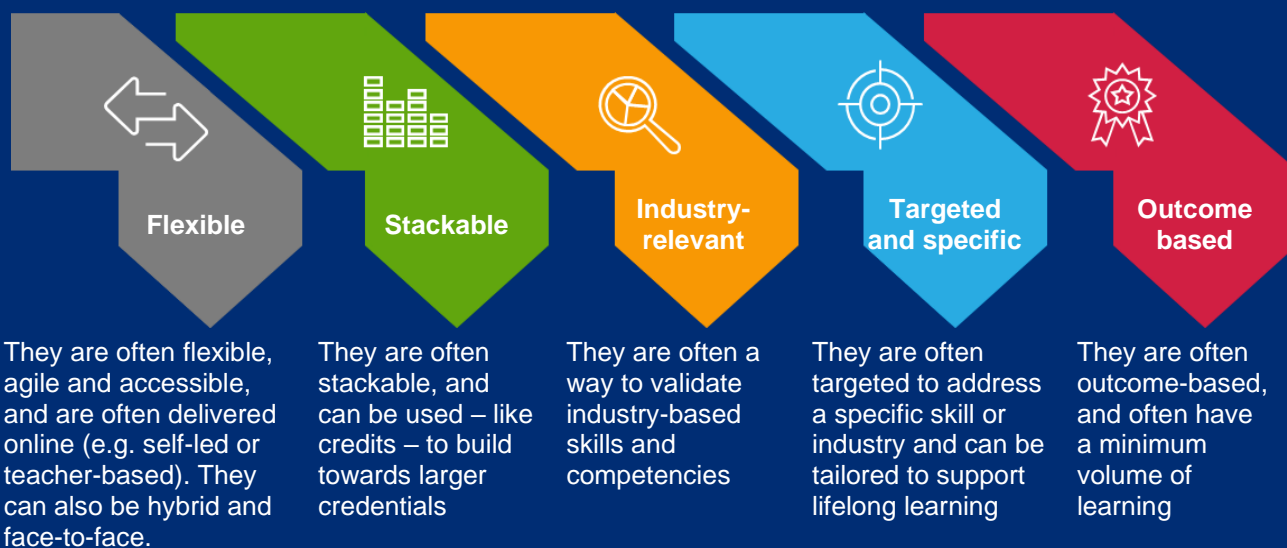 Flexible
They are often flexible,
agile and accessible,
and are often delivered
online (e.g. self-led or
teacher-based). They
can also be hybrid and
face-to-face.
Stackable
They are often
stackable, and
can be used – like
credits – to build
towards larger
credentials
Industry-
relevant
They are often a
way to validate
industry-based
skills and
competencies
Targeted
and specific
They are often
targeted to address
a specific skill or
industry and can be
tailored to support
lifelong learning
Outcome
based
They are often
outcome-based,
and often have
a minimum
volume of
learning